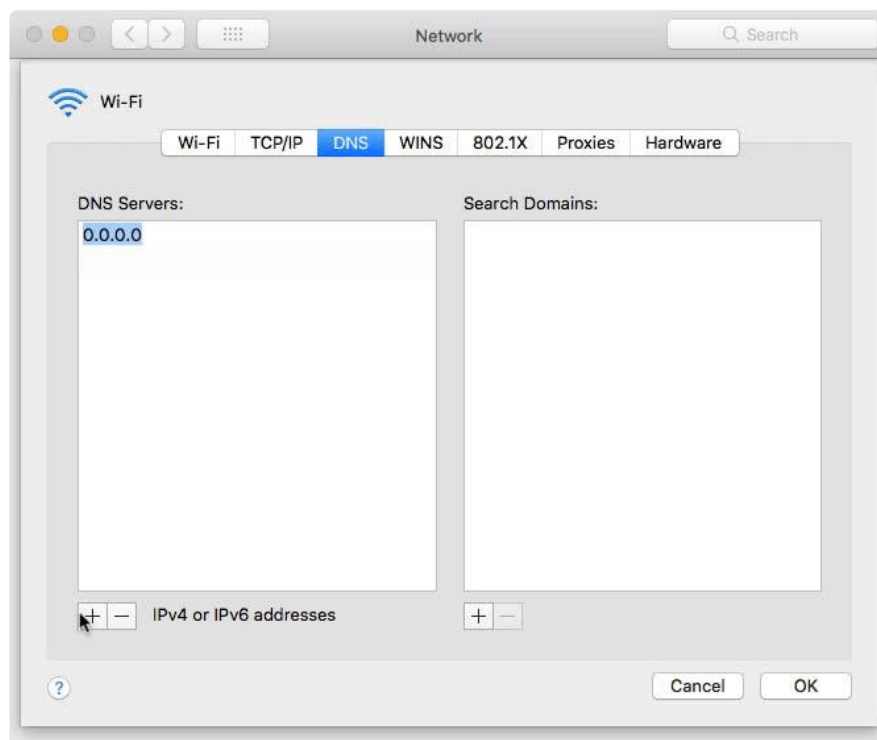 Network
Search
Wi-Fi
Wi-Fi TCP/IP DNS WINS 802.1X Proxies Hardware
DNS Servers: Search Domains:
0.0.0.0
+ − IPv4 or IPv6 addresses + −
? Cancel OK